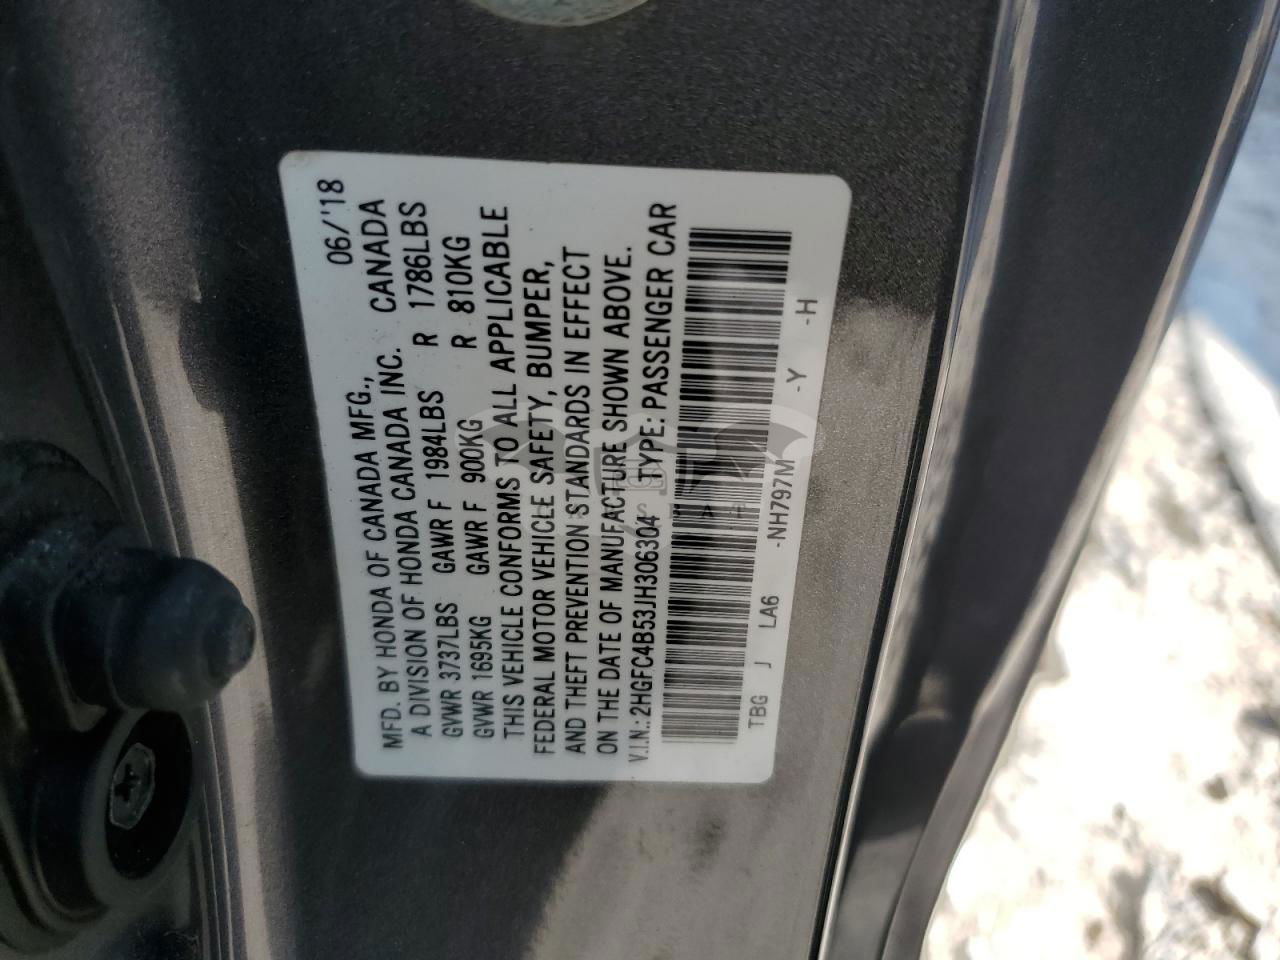 06/'18
MFD. BY HONDA OF CANADA MFG.,
A DIVISION OF HONDA CANADA INC. CANADA
GVWR 3737LBS GAWR F 1984LBS R 1786LBS
GVWR 1695KG GAWR F 900KG R 810KG
THIS VEHICLE CONFORMS TO ALL APPLICABLE
FEDERAL MOTOR VEHICLE SAFETY, BUMPER,
AND THEFT PREVENTION STANDARDS IN EFFECT
ON THE DATE OF MANUFACTURE SHOWN ABOVE.
V.I.N.: 2HGFC4B53JH306304 TYPE: PASSENGER CAR
TBG J LA6 -NH797M -Y -H